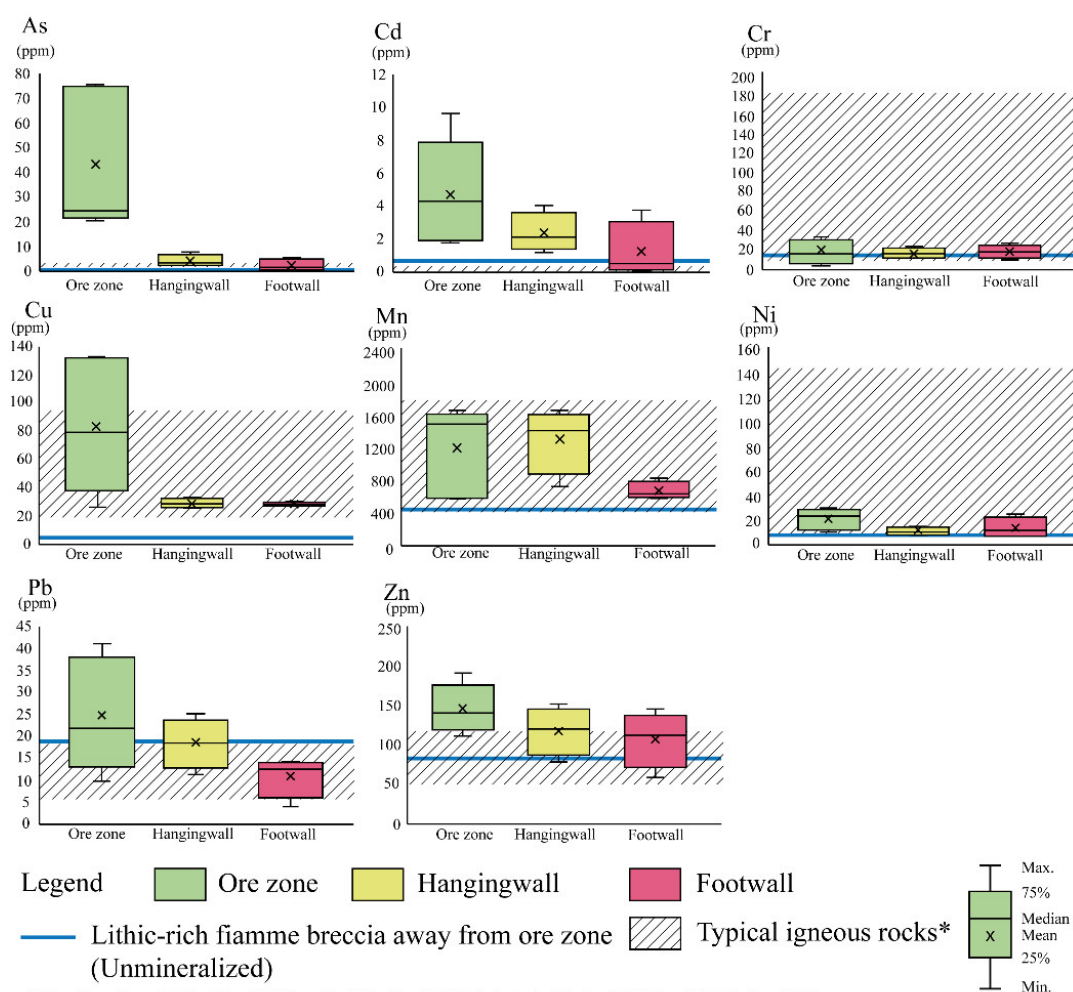 As
(ppm)
80
70
60
50
40
30
20
10
0
Ore zone
Hangingwall
Footwall
Cd
(ppm)
12
10
8
6
4
2
0
Ore zone
Hangingwall
Footwall
Cr
(ppm)
200
180
160
140
120
100
80
60
40
20
0
Ore zone
Hangingwall
Footwall
Cu
(ppm)
140
120
100
80
60
40
20
0
Ore zone
Hangingwall
Footwall
Mn
(ppm)
2400
2000
1600
1200
800
400
0
Ore zone
Hangingwall
Footwall
Ni
(ppm)
160
140
120
100
80
60
40
20
0
Ore zone
Hangingwall
Footwall
Pb
(ppm)
45
40
35
30
25
20
15
10
5
0
Ore zone
Hangingwall
Footwall
Zn
(ppm)
250
200
150
100
50
0
Orc zone
Hangingwall
Footwall
Legend
Ore zone
Hangingwall
Footwall
Lithic-rich fiamme breccia away from ore zone
(Unmineralized)
Typical igneous rocks*
Max.
75%
Median
Mean
25%
Min.